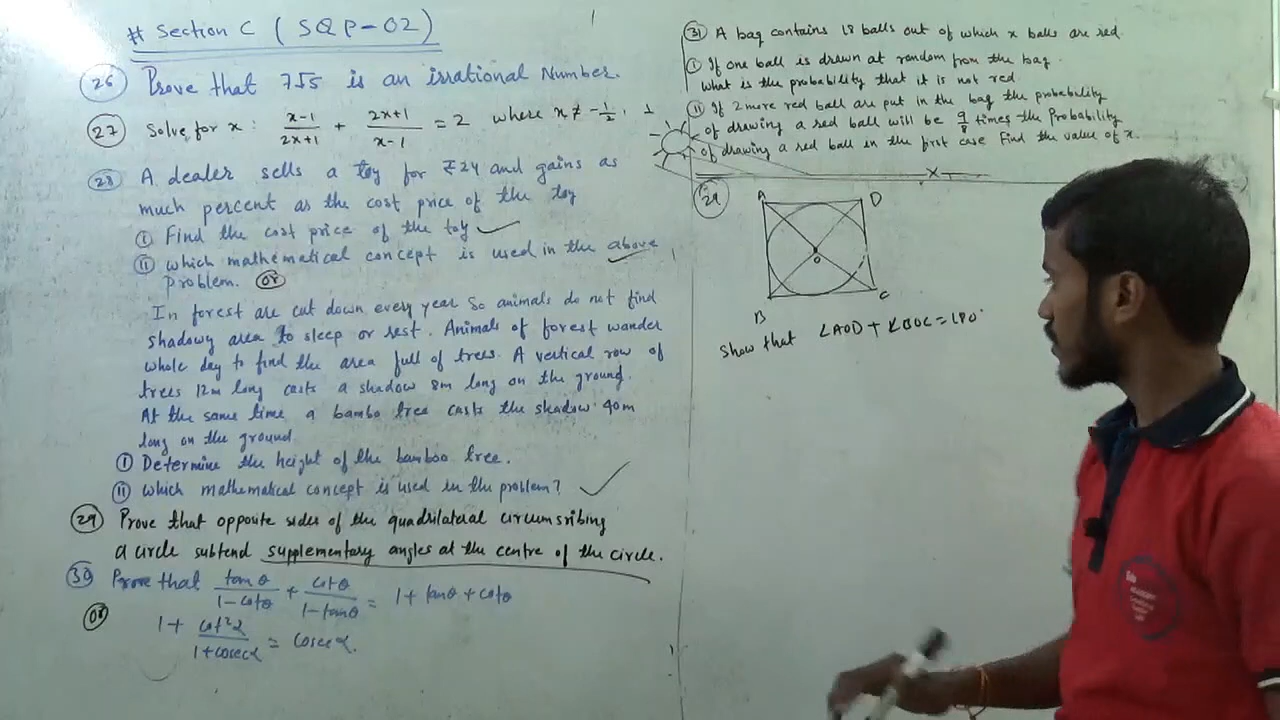 # Section C ( SQP-02 )
26 Prove that 7√5 is an irrational Number.
27 Solve for x : (x-1)/(2x+1) + (2x+1)/(x-1) = 2 where x ≠ -1/2, 1
28 A dealer sells a toy for ₹24 and gains as
much percent as the cost price of the toy
i Find the cost price of the toy ✓
ii which mathematical concept is used in the above
problem. or
In forest are cut down every year so animals do not find
shadowy area to sleep or rest. Animals of forest wander
whole day to find the area full of trees. A vertical row of
trees 12m long casts a shadow 8m long on the ground.
At the same time a bambo tree casts the shadow 40m
long on the ground
i Determine the height of the bamboo tree.
ii which mathematical concept is used in the problem? ✓
29 Prove that opposite sides of the quadrilateral circumsribing
a circle subtend supplementary angles at the centre of the circle.
30 Prove that tanθ/(1-cotθ) + cotθ/(1-tanθ) = 1 + tanθ + cotθ
or 1 + cot²α/(1+cosecα) = cosecα.
31 A bag contains 18 balls out of which x balls are red.
i If one ball is drawn at random from the bag.
what is the probability that it is not red
ii If 2 more red ball are put in the bag the probability
of drawing a red ball will be 9/8 times the Probability
of drawing a red ball in the first case Find the value of x.
29
A D
O
B C
Show that ∠AOD + ∠BOC = 180°